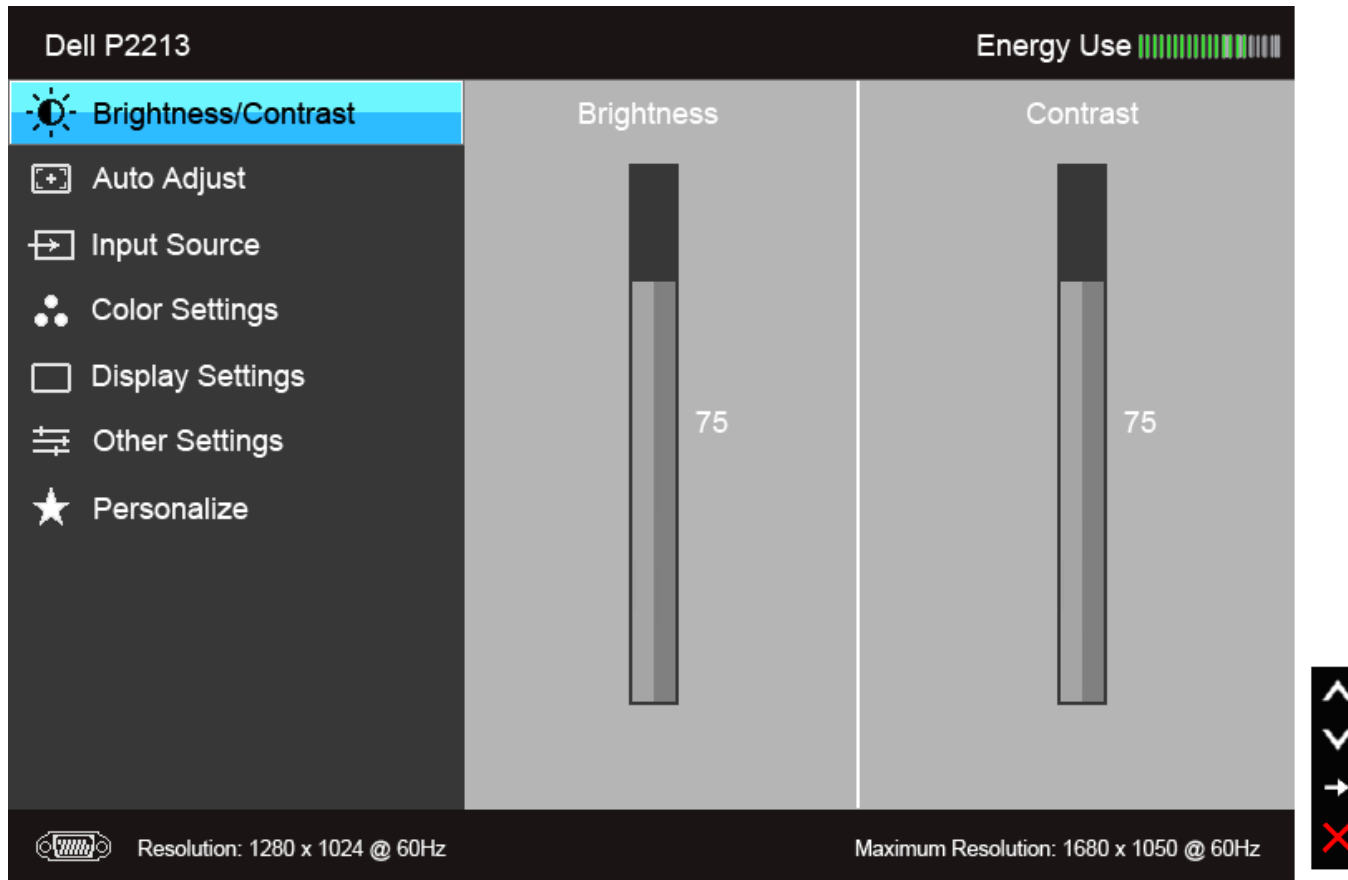 Dell P2213
Energy Use
Brightness/Contrast
Auto Adjust
Input Source
Color Settings
Display Settings
Other Settings
Personalize
Brightness
75
Contrast
75
Resolution: 1280 x 1024 @ 60Hz
Maximum Resolution: 1680 x 1050 @ 60Hz